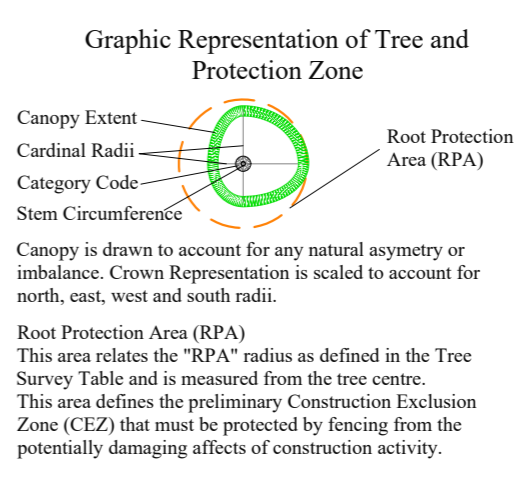 Graphic Representation of Tree and
Protection Zone
Canopy Extent
Cardinal Radii
Category Code
Stem Circumference
Root Protection
Area (RPA)
Canopy is drawn to account for any natural asymetry or
imbalance. Crown Representation is scaled to account for
north, east, west and south radii.
Root Protection Area (RPA)
This area relates the "RPA" radius as defined in the Tree
Survey Table and is measured from the tree centre.
This area defines the preliminary Construction Exclusion
Zone (CEZ) that must be protected by fencing from the
potentially damaging affects of construction activity.